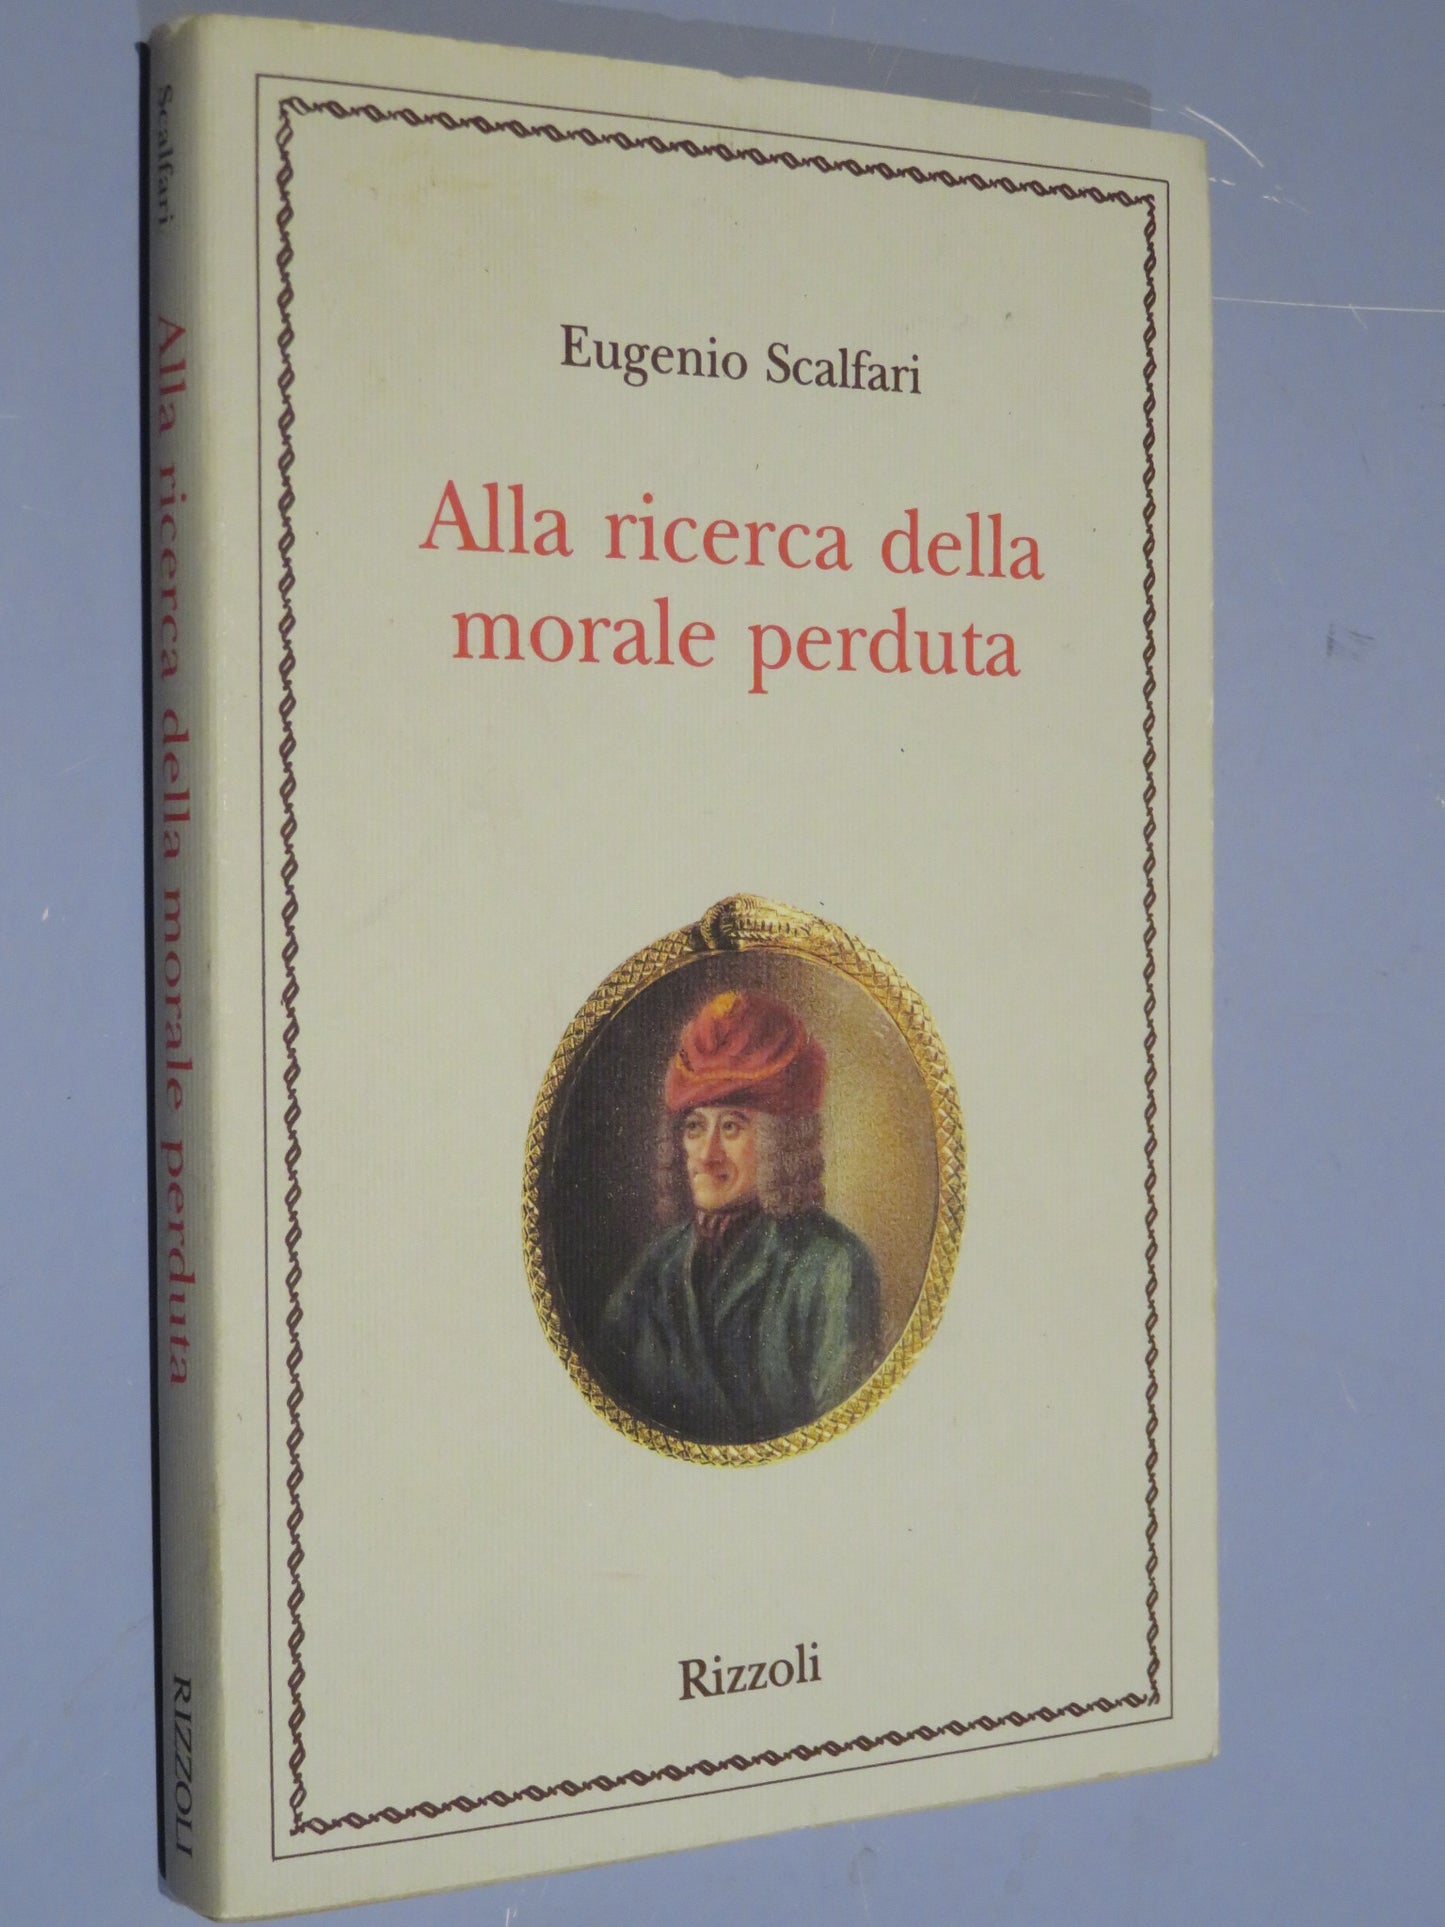 Eugenio Scalfari
Alla ricerca della
morale perduta
Rizzoli
Scalfari Alla ricerca della morale perduta RIZZOLI